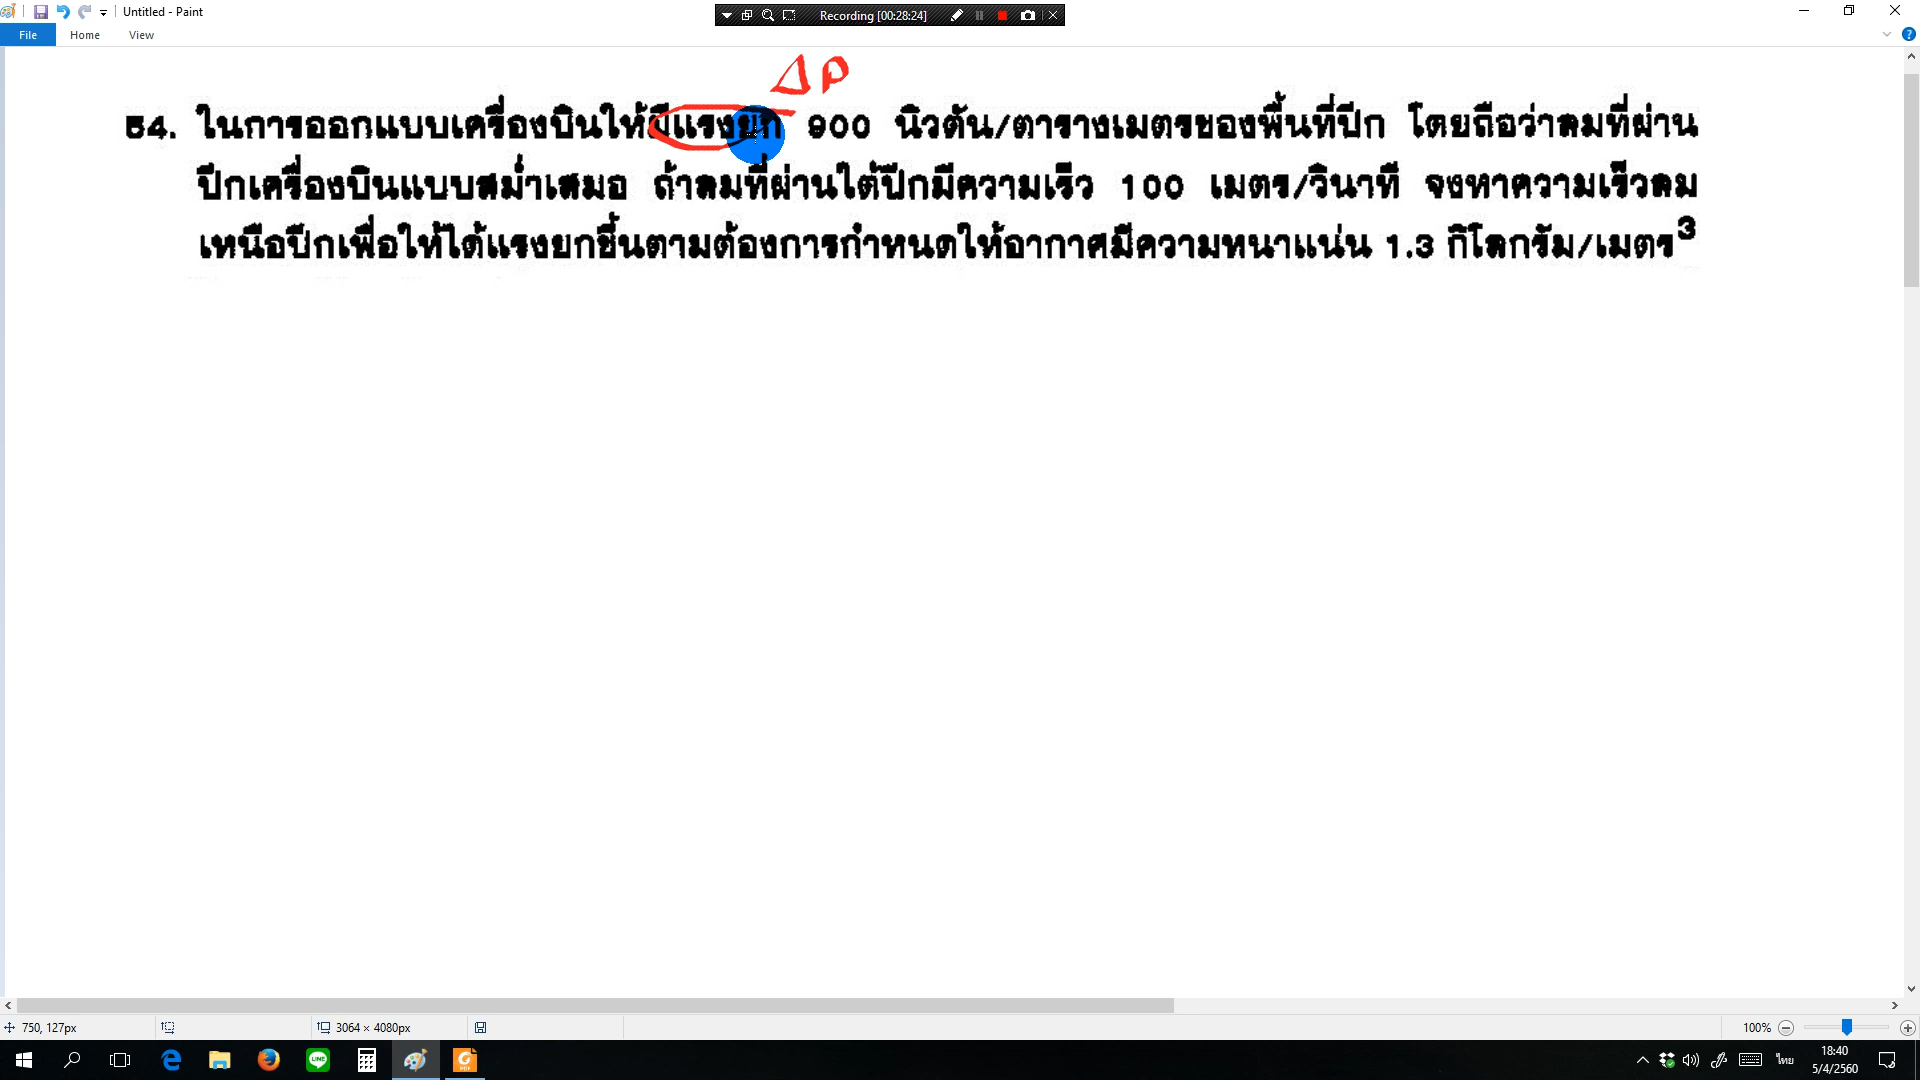 Untitled - Paint
Recording [00:28:24]
File Home View
ΔP
54. ในการออกแบบเครื่องบินให้มีแรงยก 900 นิวตัน/ตารางเมตรของพื้นที่ปีก โดยถือว่าลมที่ผ่าน
ปีกเครื่องบินแบบสม่ำเสมอ ถ้าลมที่ผ่านใต้ปีกมีความเร็ว 100 เมตร/วินาที จงหาความเร็วลม
เหนือปีกเพื่อให้ได้แรงยกขึ้นตามต้องการกำหนดให้อากาศมีความหนาแน่น 1.3 กิโลกรัม/เมตร³
750, 127px 3064 × 4080px 100%
LINE
PDF
ไทย
18:40
5/4/2560